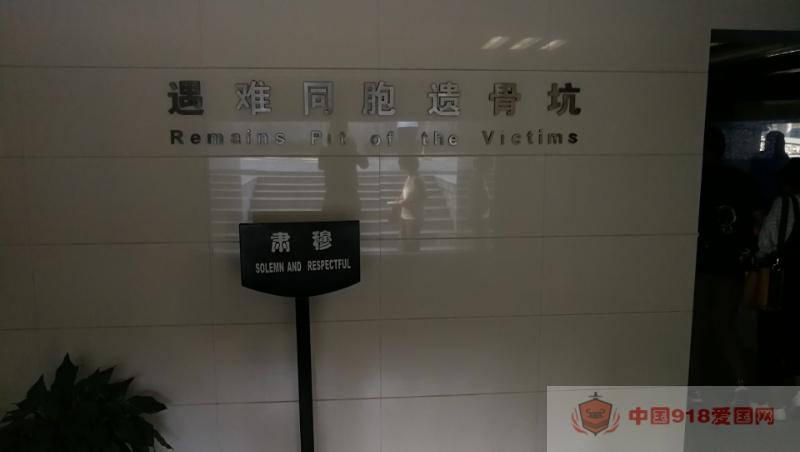 遇难同胞遗骨坑
Remains Pit of the Victims
肃穆
SOLEMN AND RESPECTFUL
中国918爱国网